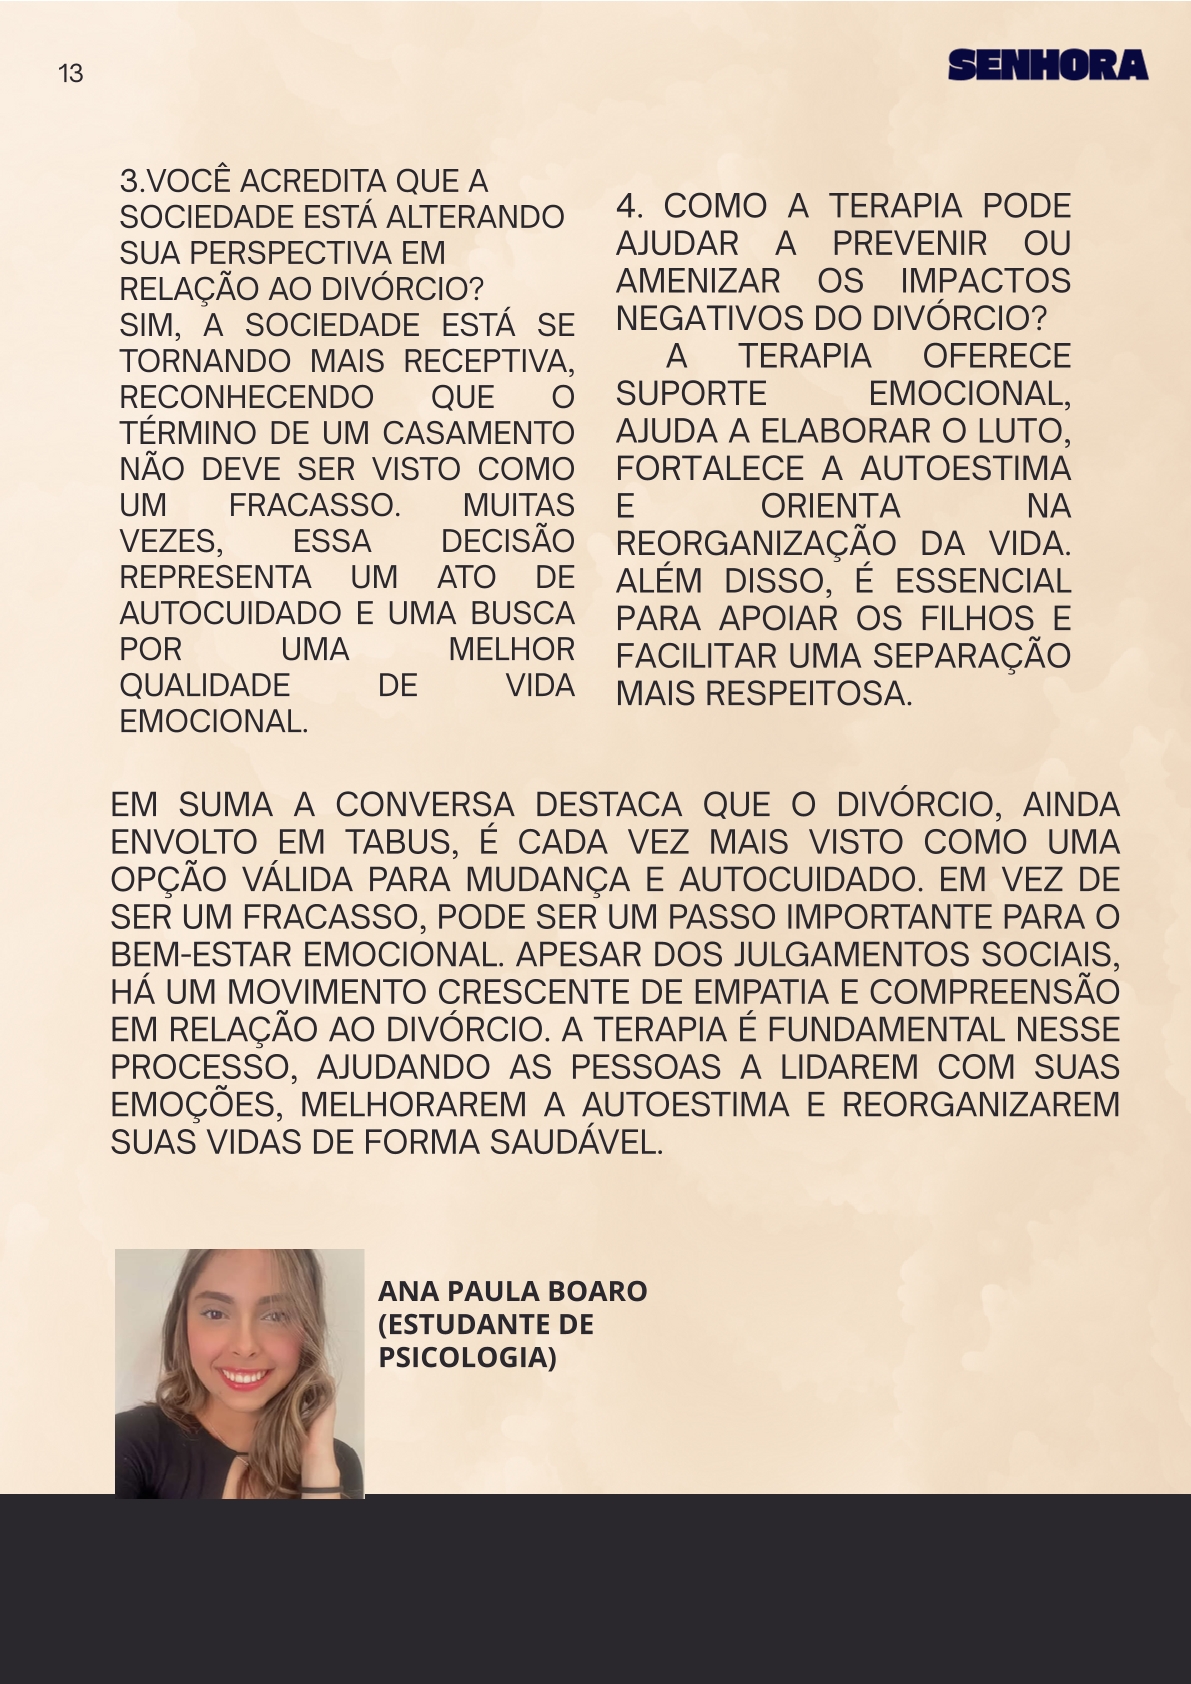 13
SENHORA
3.VOCÊ ACREDITA QUE A
SOCIEDADE ESTÁ ALTERANDO
SUA PERSPECTIVA EM
RELAÇÃO AO DIVÓRCIO?
SIM, A SOCIEDADE ESTÁ SE
TORNANDO MAIS RECEPTIVA,
RECONHECENDO QUE O
TÉRMINO DE UM CASAMENTO
NÃO DEVE SER VISTO COMO
UM FRACASSO. MUITAS
VEZES, ESSA DECISÃO
REPRESENTA UM ATO DE
AUTOCUIDADO E UMA BUSCA
POR UMA MELHOR
QUALIDADE DE VIDA
EMOCIONAL.
4. COMO A TERAPIA PODE
AJUDAR A PREVENIR OU
AMENIZAR OS IMPACTOS
NEGATIVOS DO DIVÓRCIO?
A TERAPIA OFERECE
SUPORTE EMOCIONAL,
AJUDA A ELABORAR O LUTO,
FORTALECE A AUTOESTIMA
E ORIENTA NA
REORGANIZAÇÃO DA VIDA.
ALÉM DISSO, É ESSENCIAL
PARA APOIAR OS FILHOS E
FACILITAR UMA SEPARAÇÃO
MAIS RESPEITOSA.
EM SUMA A CONVERSA DESTACA QUE O DIVÓRCIO, AINDA
ENVOLTO EM TABUS, É CADA VEZ MAIS VISTO COMO UMA
OPÇÃO VÁLIDA PARA MUDANÇA E AUTOCUIDADO. EM VEZ DE
SER UM FRACASSO, PODE SER UM PASSO IMPORTANTE PARA O
BEM-ESTAR EMOCIONAL. APESAR DOS JULGAMENTOS SOCIAIS,
HÁ UM MOVIMENTO CRESCENTE DE EMPATIA E COMPREENSÃO
EM RELAÇÃO AO DIVÓRCIO. A TERAPIA É FUNDAMENTAL NESSE
PROCESSO, AJUDANDO AS PESSOAS A LIDAREM COM SUAS
EMOÇÕES, MELHORAREM A AUTOESTIMA E REORGANIZAREM
SUAS VIDAS DE FORMA SAUDÁVEL.
ANA PAULA BOARO
(ESTUDANTE DE
PSICOLOGIA)